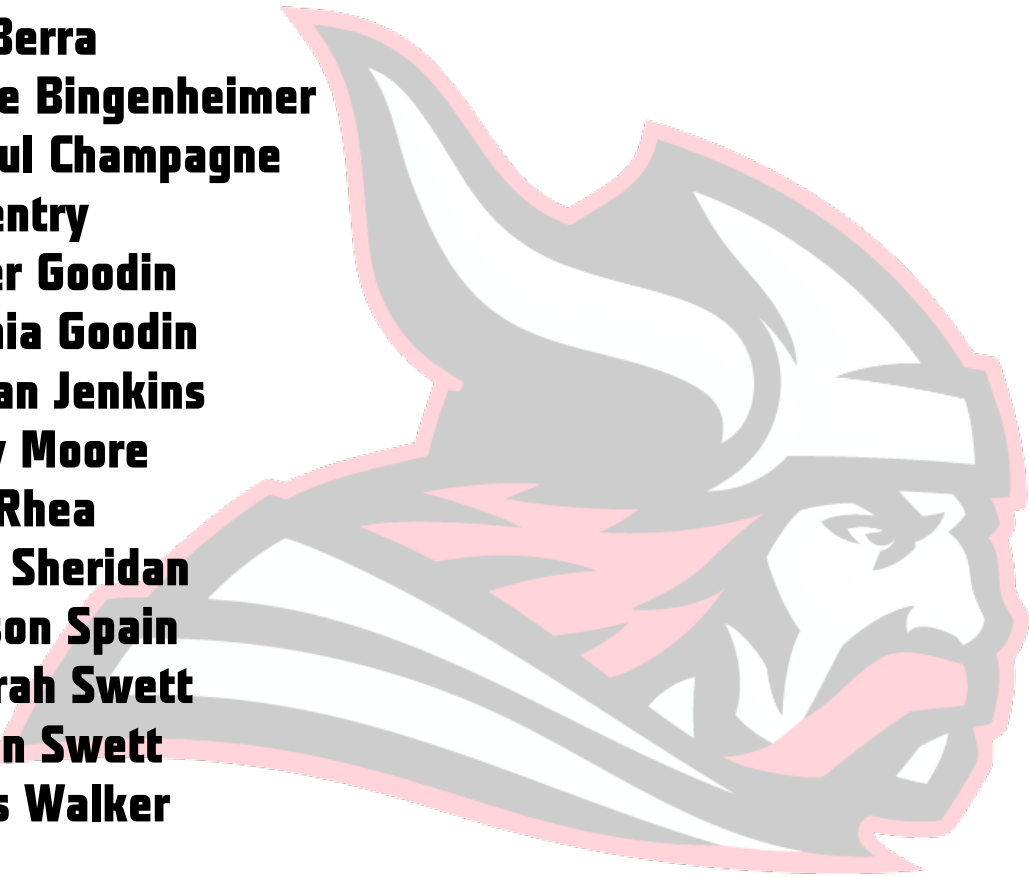 Berra
e Bingenheimer
ul Champagne
entry
er Goodin
nia Goodin
an Jenkins
y Moore
Rhea
Sheridan
son Spain
rah Swett
n Swett
s Walker